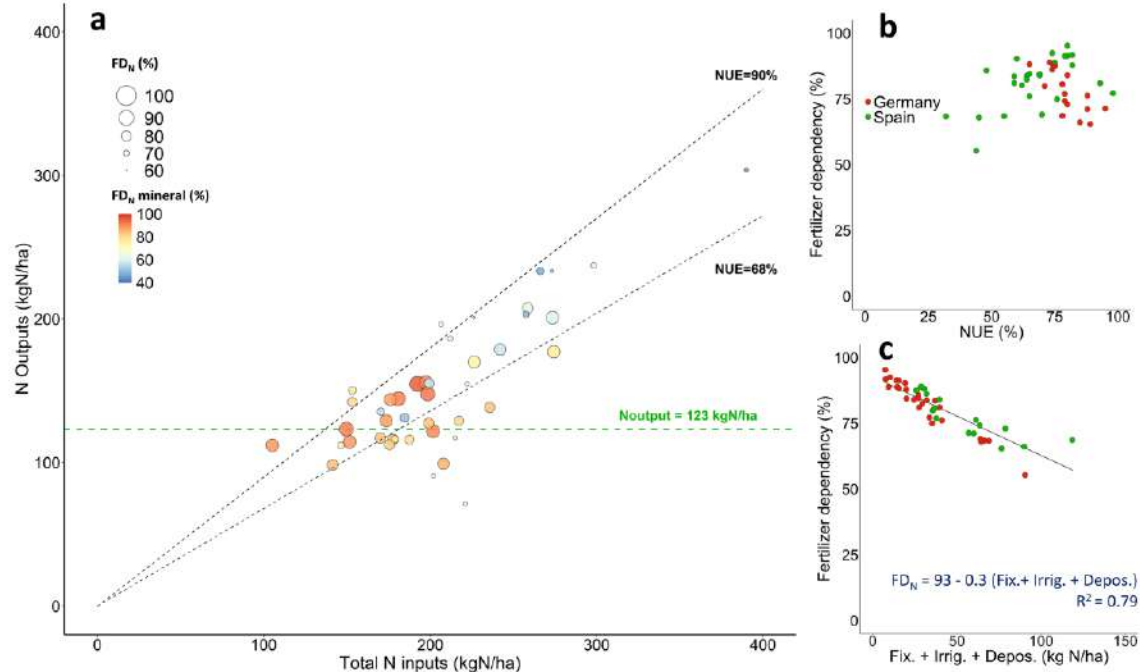 a
FD_N (%)
100
90
80
70
60
FD_N mineral (%)
100
80
60
40
NUE=90%
NUE=68%
Noutput = 123 kgN/ha
400
300
200
100
0
N Outputs (kgN/ha)
0
100
200
300
400
Total N inputs (kgN/ha)
b
100
75
50
25
0
Fertilizer dependency (%)
Germany
Spain
0
25
50
75
100
NUE (%)
c
100
75
50
25
0
Fertilizer dependency (%)
FD_N = 93 - 0.3 (Fix.+ Irrig. + Depos.)
R² = 0.79
0
50
100
150
Fix. + Irrig. + Depos. (kg N/ha)